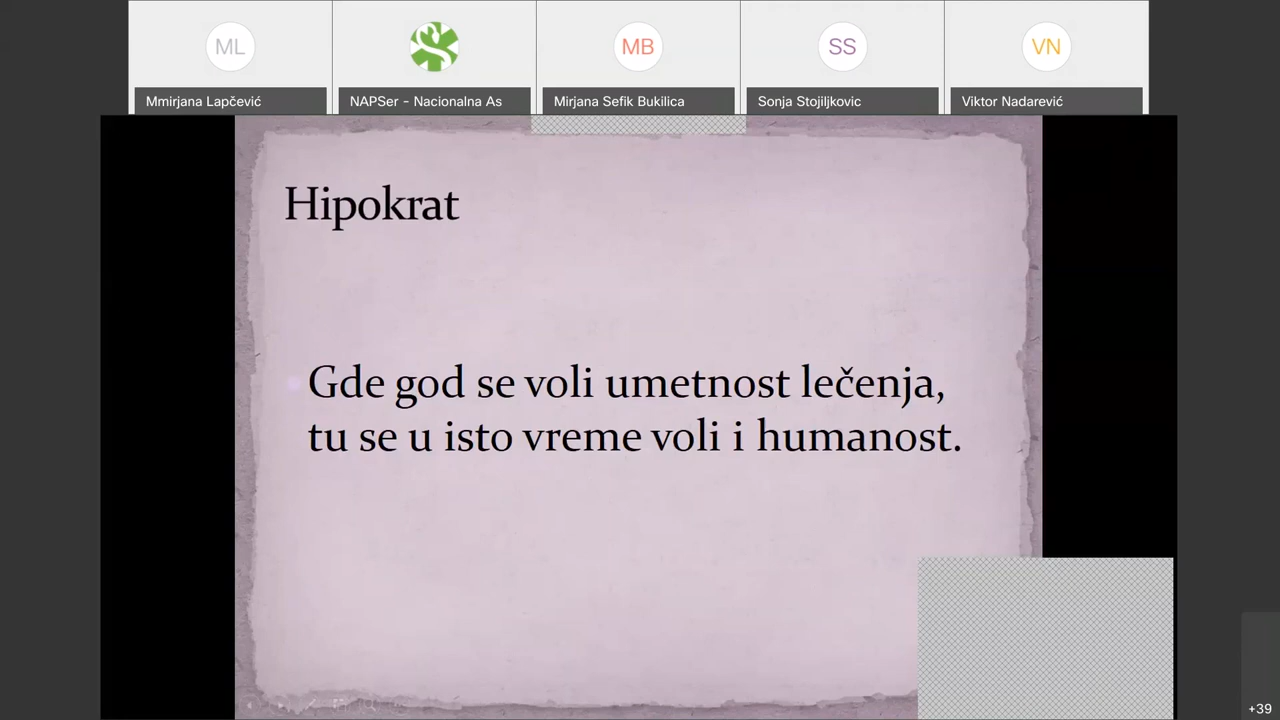 ML
MB
SS
VN
Mmirjana Lapčević
NAPSer - Nacionalna As
Mirjana Sefik Bukilica
Sonja Stojiljkovic
Viktor Nadarević
Hipokrat
Gde god se voli umetnost lečenja,
tu se u isto vreme voli i humanost.
+39